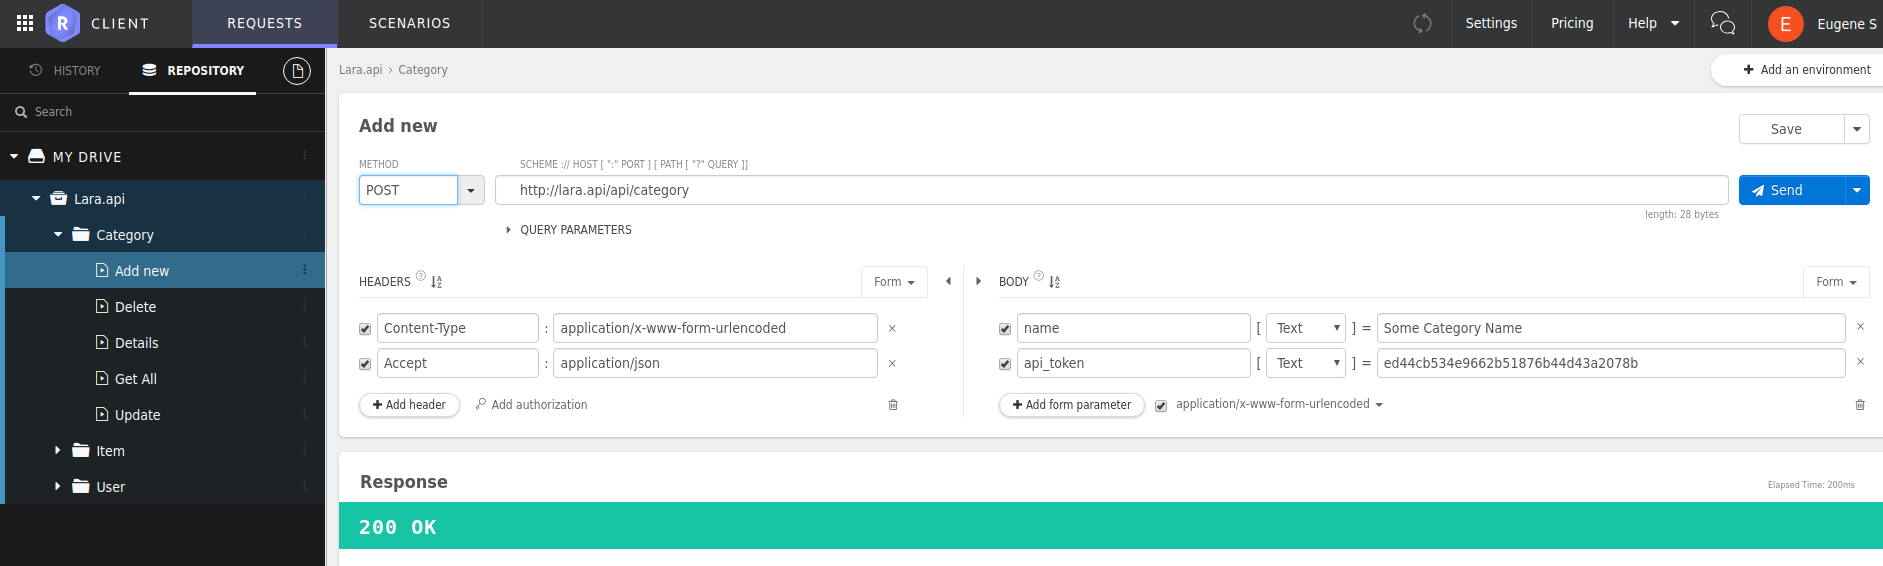 R CLIENT REQUESTS SCENARIOS Settings Pricing Help E Eugene S
HISTORY REPOSITORY
Search
MY DRIVE
Lara.api
Category
Add new
Delete
Details
Get All
Update
Item
User
Lara.api › Category
+ Add an environment
Add new
Save
METHOD SCHEME :// HOST [ ":" PORT ] [ PATH [ "?" QUERY ]]
POST http://lara.api/api/category Send
length: 28 bytes
QUERY PARAMETERS
HEADERS ? Form
Content-Type : application/x-www-form-urlencoded ×
Accept : application/json ×
+ Add header Add authorization
BODY ? Form
name [ Text ] = Some Category Name ×
api_token [ Text ] = ed44cb534e9662b51876b44d43a2078b ×
+ Add form parameter application/x-www-form-urlencoded
Response
Elapsed Time: 200ms
200 OK